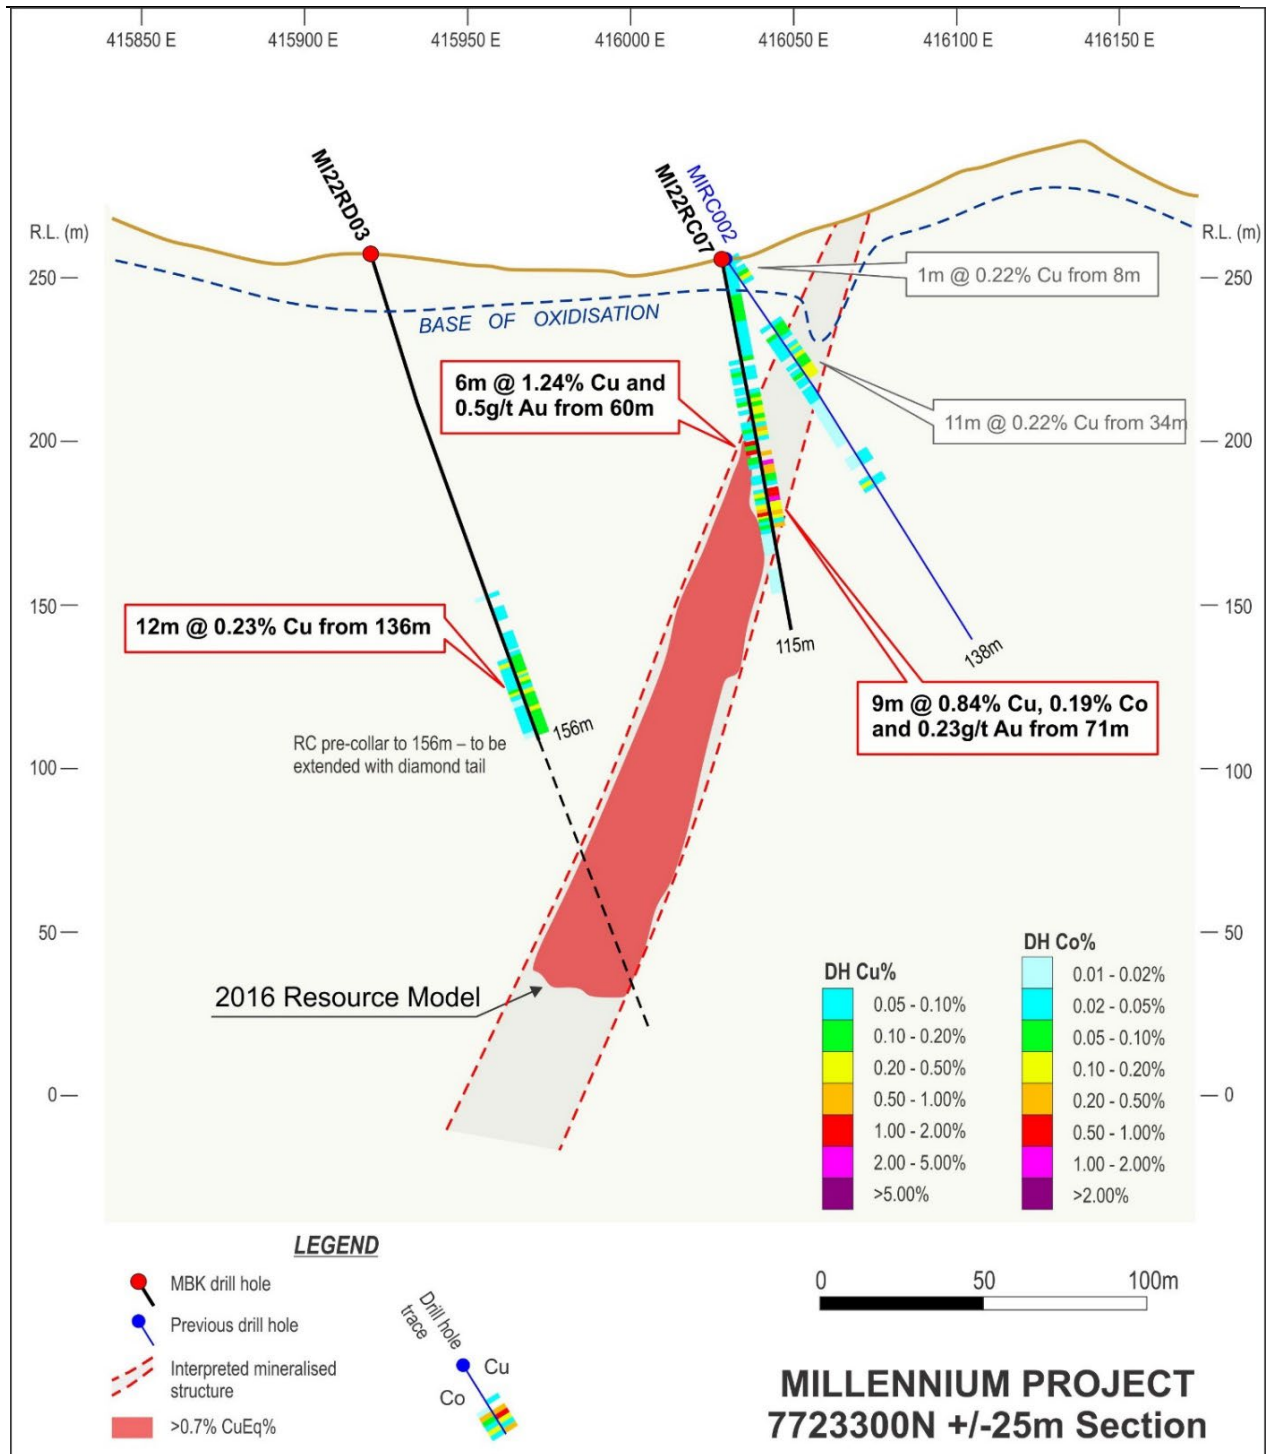 415850 E
415900 E
415950 E
416000 E
416050 E
416100 E
416150 E
MI22RD03
MIRC002
MI22RC07
R.L. (m)
R.L. (m)
250
250
1m @ 0.22% Cu from 8m
BASE OF OXIDISATION
6m @ 1.24% Cu and
0.5g/t Au from 60m
11m @ 0.22% Cu from 34m
200
200
150
150
12m @ 0.23% Cu from 136m
115m
138m
9m @ 0.84% Cu, 0.19% Co
and 0.23g/t Au from 71m
156m
RC pre-collar to 156m – to be
extended with diamond tail
100
100
50
50
2016 Resource Model
DH Cu%
0.05 - 0.10%
0.10 - 0.20%
0.20 - 0.50%
0.50 - 1.00%
1.00 - 2.00%
2.00 - 5.00%
>5.00%
DH Co%
0.01 - 0.02%
0.02 - 0.05%
0.05 - 0.10%
0.10 - 0.20%
0.20 - 0.50%
0.50 - 1.00%
1.00 - 2.00%
>2.00%
0
0
LEGEND
MBK drill hole
Previous drill hole
Interpreted mineralised
structure
>0.7% CuEq%
Drill hole
trace
Cu
Co
0
50
100m
MILLENNIUM PROJECT
7723300N +/-25m Section